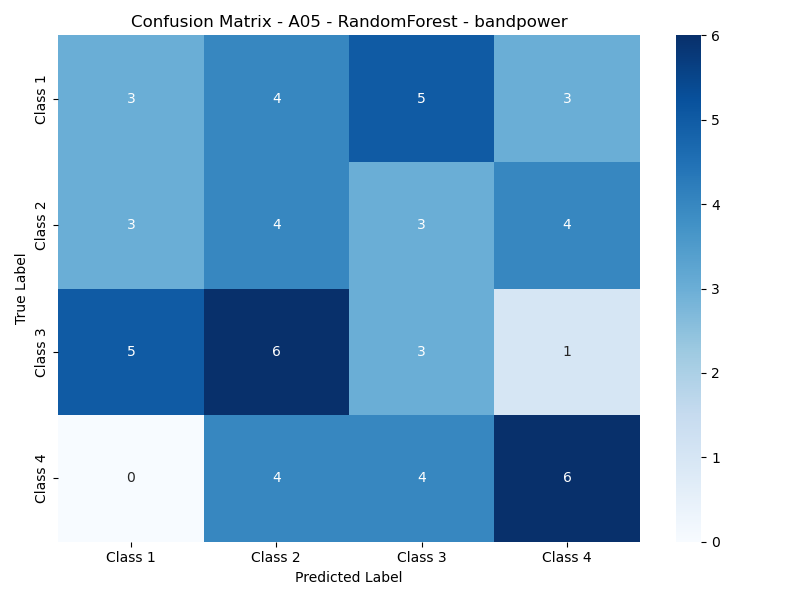 Confusion Matrix - A05 - RandomForest - bandpower
True Label
Class 1
3 4 5 3
Class 2
3 4 3 4
Class 3
5 6 3 1
Class 4
0 4 4 6
Class 1 Class 2 Class 3 Class 4
Predicted Label
6
5
4
3
2
1
0